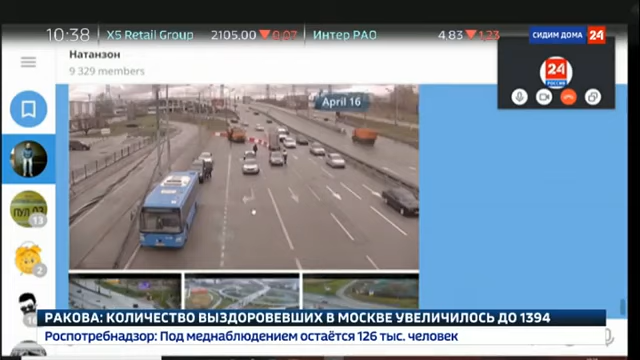 10:38 X5 Retail Group 2105,00 0,07 Интер РАО 4,83 1,23
СИДИМ ДОМА 24
Натанзон
9 329 members
24
РОССИЯ
April 16
ПУЛ
13
2
РАКОВА: КОЛИЧЕСТВО ВЫЗДОРОВЕВШИХ В МОСКВЕ УВЕЛИЧИЛОСЬ ДО 1394
Роспотребнадзор: Под меднаблюдением остаётся 126 тыс. человек